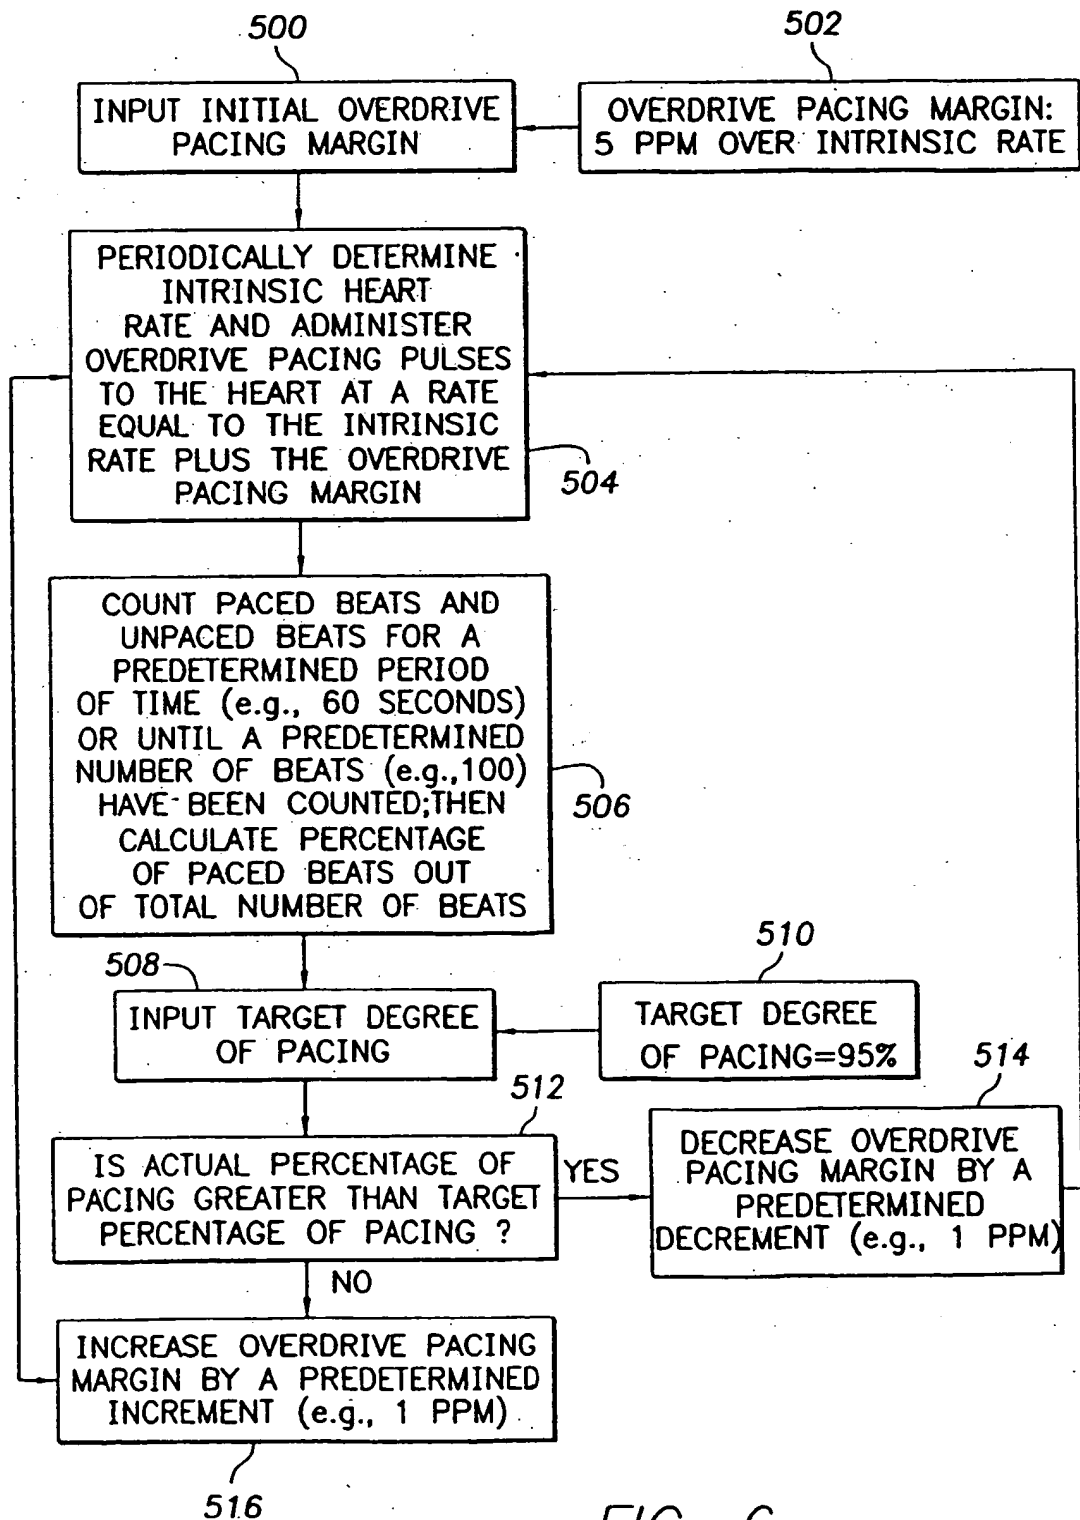 500
502
INPUT INITIAL OVERDRIVE
PACING MARGIN
OVERDRIVE PACING MARGIN:
5 PPM OVER INTRINSIC RATE
PERIODICALLY DETERMINE
INTRINSIC HEART
RATE AND ADMINISTER
OVERDRIVE PACING PULSES
TO THE HEART AT A RATE
EQUAL TO THE INTRINSIC
RATE PLUS THE OVERDRIVE
PACING MARGIN
504
COUNT PACED BEATS AND
UNPACED BEATS FOR A
PREDETERMINED PERIOD
OF TIME (e.g., 60 SECONDS)
OR UNTIL A PREDETERMINED
NUMBER OF BEATS (e.g.,100)
HAVE BEEN COUNTED;THEN
CALCULATE PERCENTAGE
OF PACED BEATS OUT
OF TOTAL NUMBER OF BEATS
506
508
INPUT TARGET DEGREE
OF PACING
510
TARGET DEGREE
OF PACING=95%
512
IS ACTUAL PERCENTAGE OF
PACING GREATER THAN TARGET
PERCENTAGE OF PACING ?
YES
514
DECREASE OVERDRIVE
PACING MARGIN BY A
PREDETERMINED
DECREMENT (e.g., 1 PPM)
NO
INCREASE OVERDRIVE PACING
MARGIN BY A PREDETERMINED
INCREMENT (e.g., 1 PPM)
516